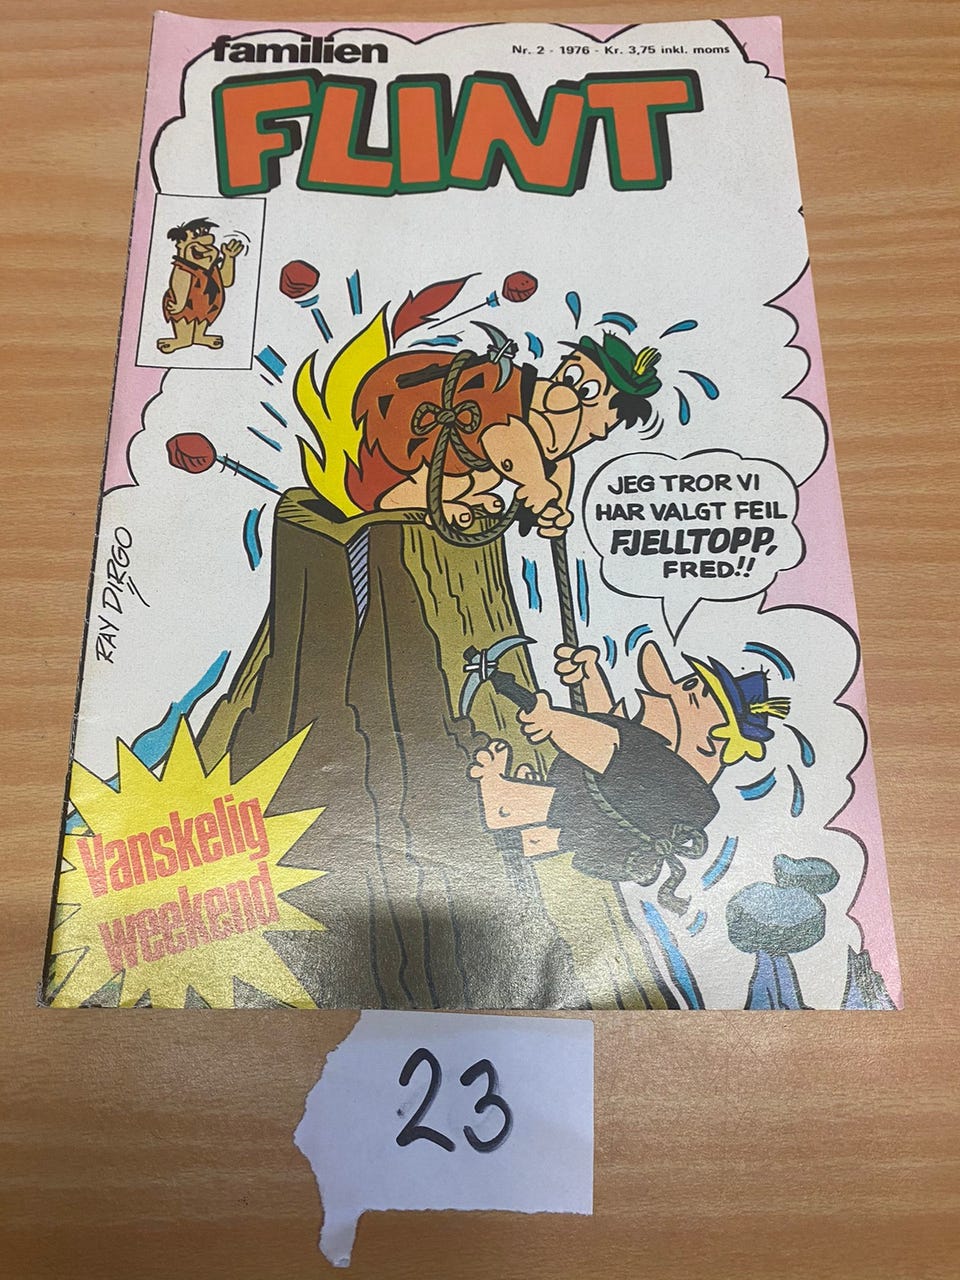 familien
Nr. 2 - 1976 - Kr. 3,75 inkl. moms
FLINT
JEG TROR VI
HAR VALGT FEIL
FJELLTOPP,
FRED!!
RAY DIRGO
Vanskelig
weekend
23